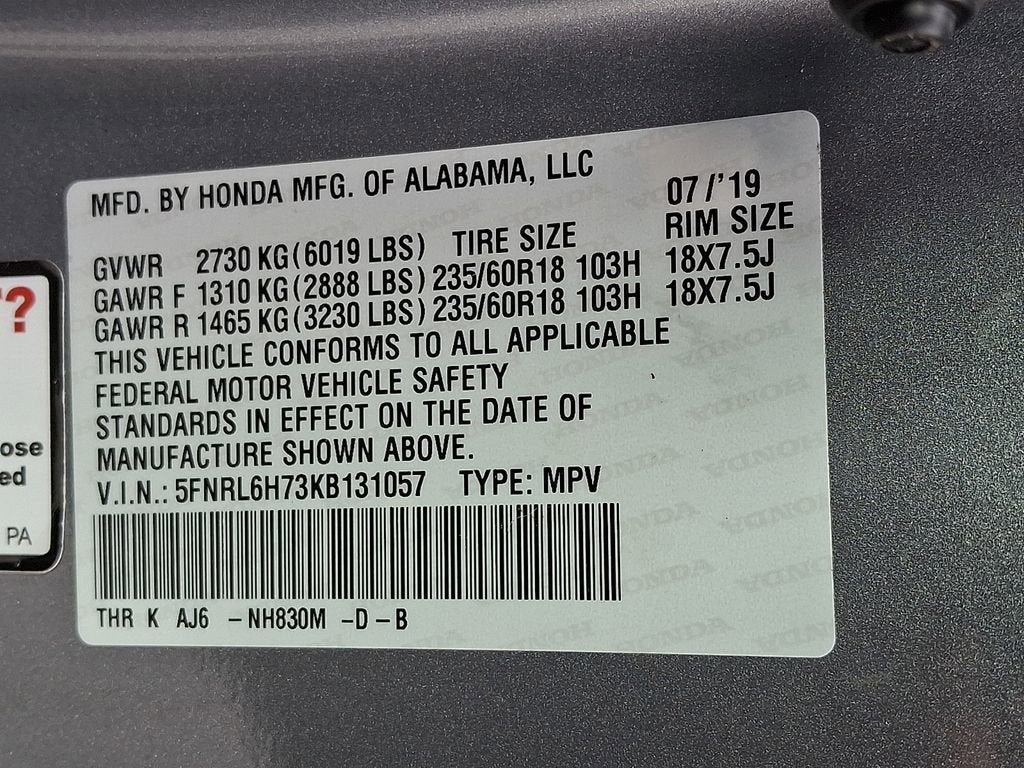 MFD. BY HONDA MFG. OF ALABAMA, LLC
07/'19
GVWR 2730 KG (6019 LBS) TIRE SIZE RIM SIZE
GAWR F 1310 KG (2888 LBS) 235/60R18 103H 18X7.5J
GAWR R 1465 KG (3230 LBS) 235/60R18 103H 18X7.5J
THIS VEHICLE CONFORMS TO ALL APPLICABLE
FEDERAL MOTOR VEHICLE SAFETY
STANDARDS IN EFFECT ON THE DATE OF
MANUFACTURE SHOWN ABOVE.
V.I.N.: 5FNRL6H73KB131057 TYPE: MPV
THR K AJ6 – NH830M – D – B
?
ose
ed
PA